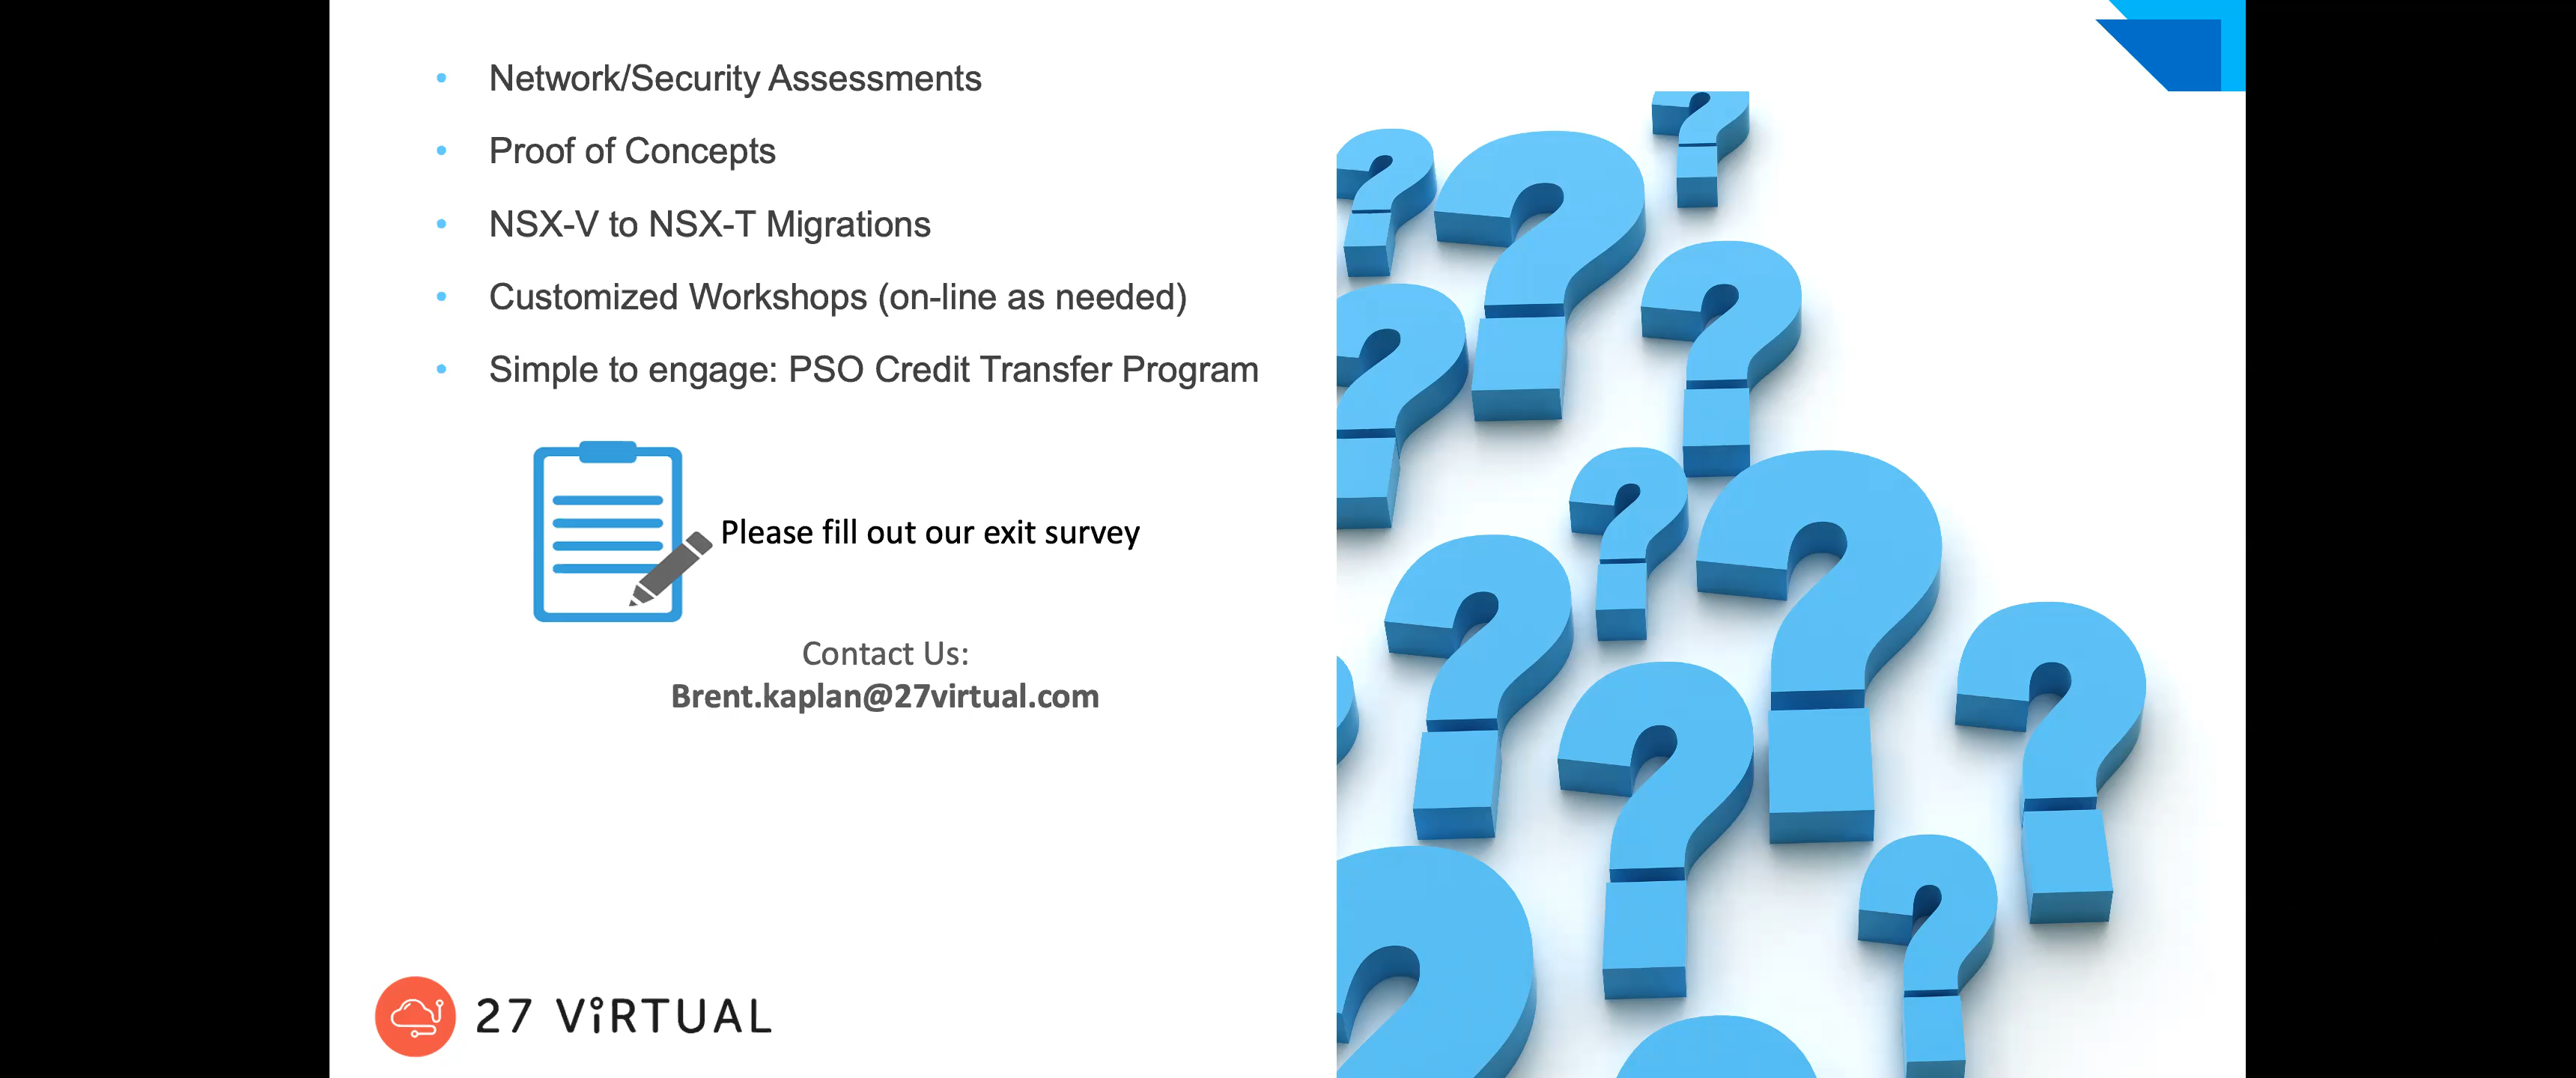 Network/Security Assessments
Proof of Concepts
NSX-V to NSX-T Migrations
Customized Workshops (on-line as needed)
Simple to engage: PSO Credit Transfer Program
Please fill out our exit survey
Contact Us:
Brent.kaplan@27virtual.com
27 ViRTUAL